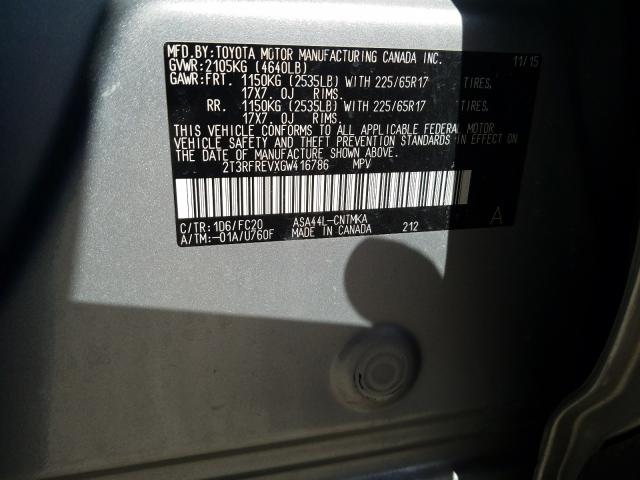 MFD.BY:TOYOTA MOTOR MANUFACTURING CANADA INC. 11/15
GVWR:2105KG (4640LB)
GAWR:FRT. 1150KG (2535LB) WITH 225/65R17 TIRES,
17X7.0J RIMS.
RR. 1150KG (2535LB) WITH 225/65R17 TIRES,
17X7.0J RIMS.
THIS VEHICLE CONFORMS TO ALL APPLICABLE FEDERAL MOTOR
VEHICLE SAFETY AND THEFT PREVENTION STANDARDS IN EFFECT ON
THE DATE OF MANUFACTURE SHOWN ABOVE.
2T3RFREVXGW416786 MPV
C/TR:1D6/FC20 ASA44L-CNTMKA A
A/TM:-01A/U760F MADE IN CANADA 212